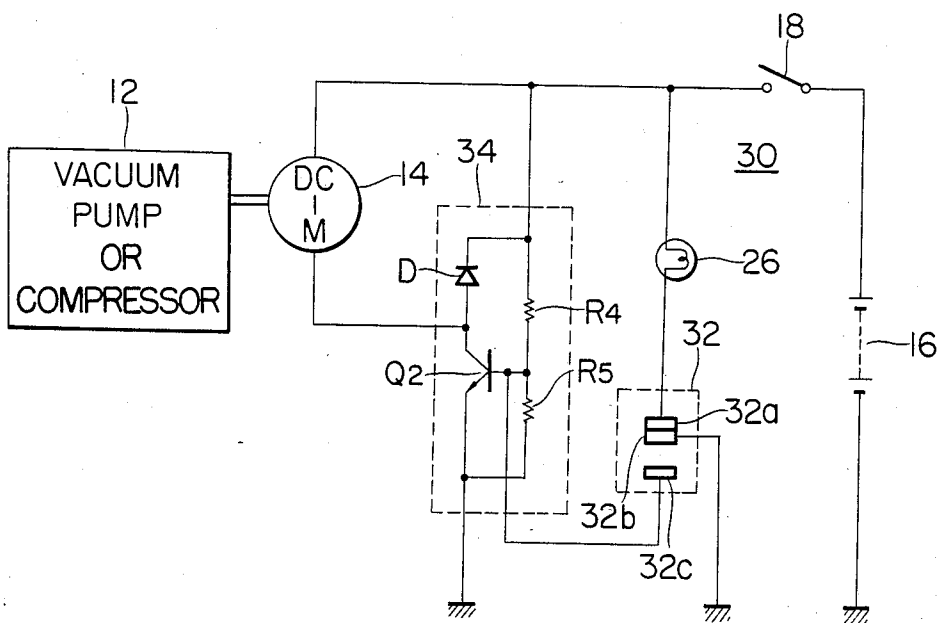 18
12
30
VACUUM
PUMP
OR
COMPRESSOR
DC
M
14
34
D
R4
26
16
Q2
R5
32
32a
32b
32c